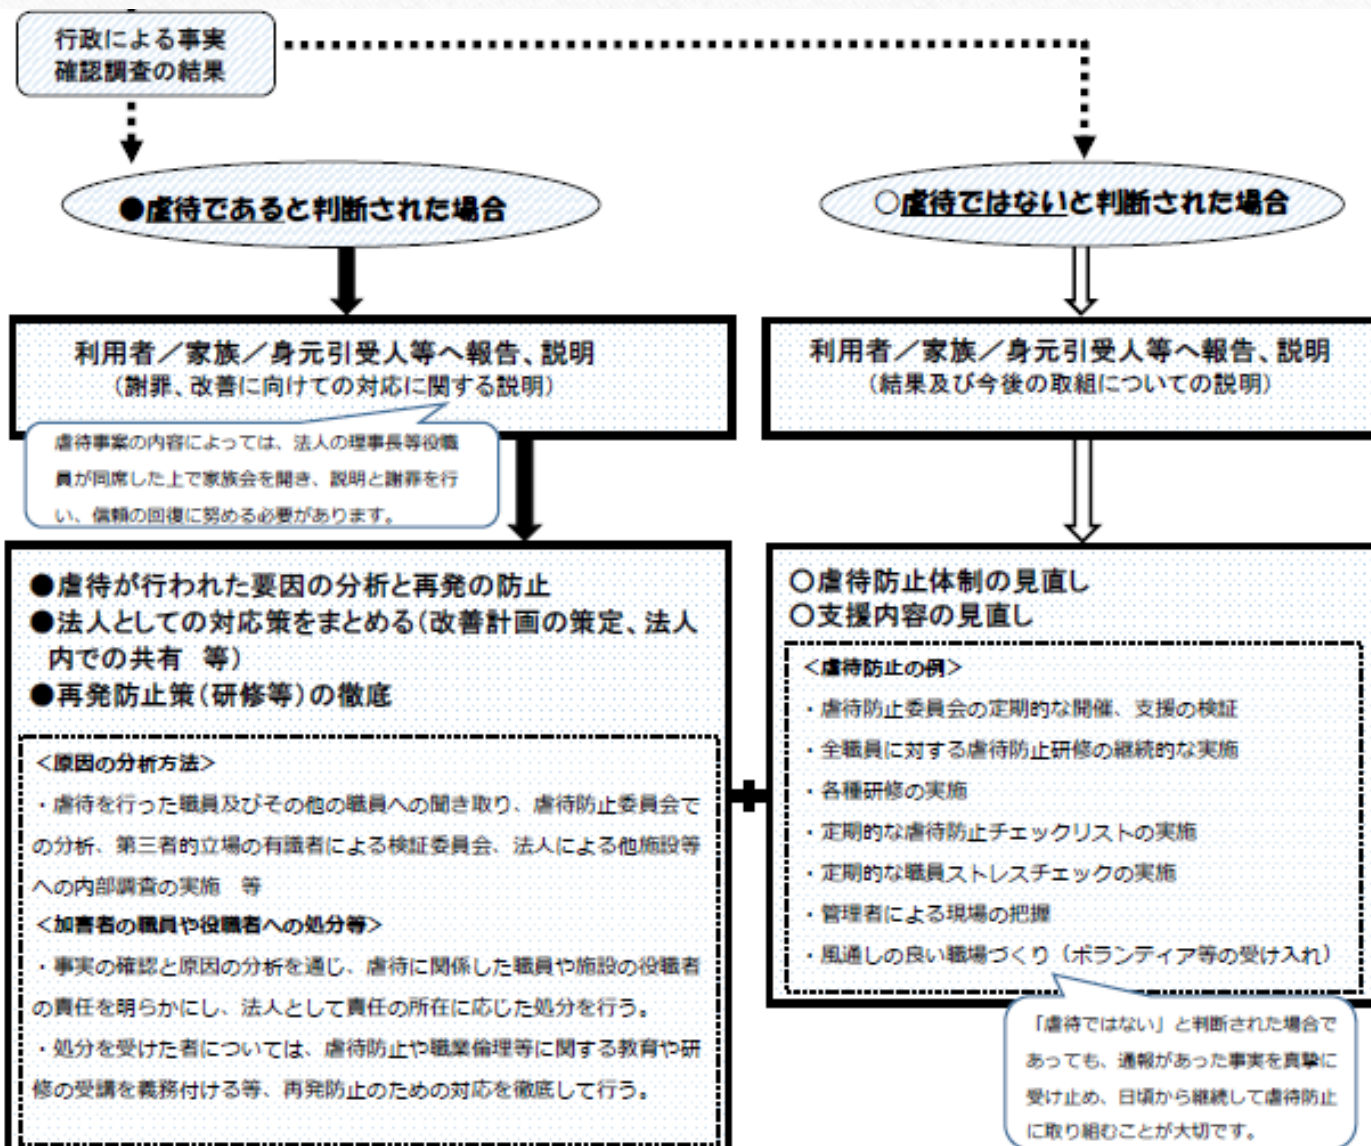 行政による事実
確認調査の結果
●虐待であると判断された場合
○虐待ではないと判断された場合
利用者／家族／身元引受人等へ報告、説明
（謝罪、改善に向けての対応に関する説明）
虐待事案の内容によっては、法人の理事長等役職
員が同席した上で家族会を開き、説明と謝罪を行
い、信頼の回復に努める必要があります。
利用者／家族／身元引受人等へ報告、説明
（結果及び今後の取組についての説明）
●虐待が行われた要因の分析と再発の防止
●法人としての対応策をまとめる（改善計画の策定、法人
内での共有　等）
●再発防止策（研修等）の徹底
＜原因の分析方法＞
・虐待を行った職員及びその他の職員への聞き取り、虐待防止委員会で
の分析、第三者的立場の有識者による検証委員会、法人による他施設等
への内部調査の実施　等
＜加害者の職員や役職者への処分等＞
・事実の確認と原因の分析を通じ、虐待に関係した職員や施設の役職者
の責任を明らかにし、法人として責任の所在に応じた処分を行う。
・処分を受けた者については、虐待防止や職業倫理等に関する教育や研
修の受講を義務付ける等、再発防止のための対応を徹底して行う。
○虐待防止体制の見直し
○支援内容の見直し
＜虐待防止の例＞
・虐待防止委員会の定期的な開催、支援の検証
・全職員に対する虐待防止研修の継続的な実施
・各種研修の実施
・定期的な虐待防止チェックリストの実施
・定期的な職員ストレスチェックの実施
・管理者による現場の把握
・風通しの良い職場づくり（ボランティア等の受け入れ）
「虐待ではない」と判断された場合で
あっても、通報があった事実を真摯に
受け止め、日頃から継続して虐待防止
に取り組むことが大切です。